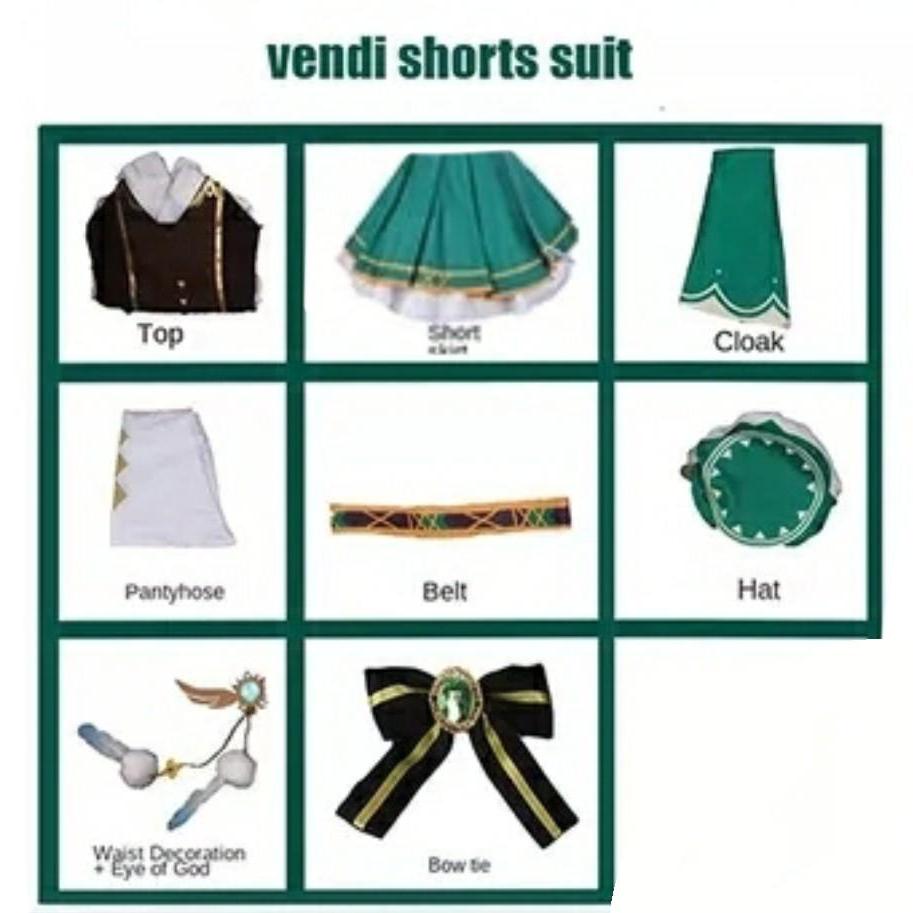 vendi shorts suit
Top
Short
skirt
Cloak
Pantyhose
Belt
Hat
Waist Decoration
+ Eye of God
Bow tie